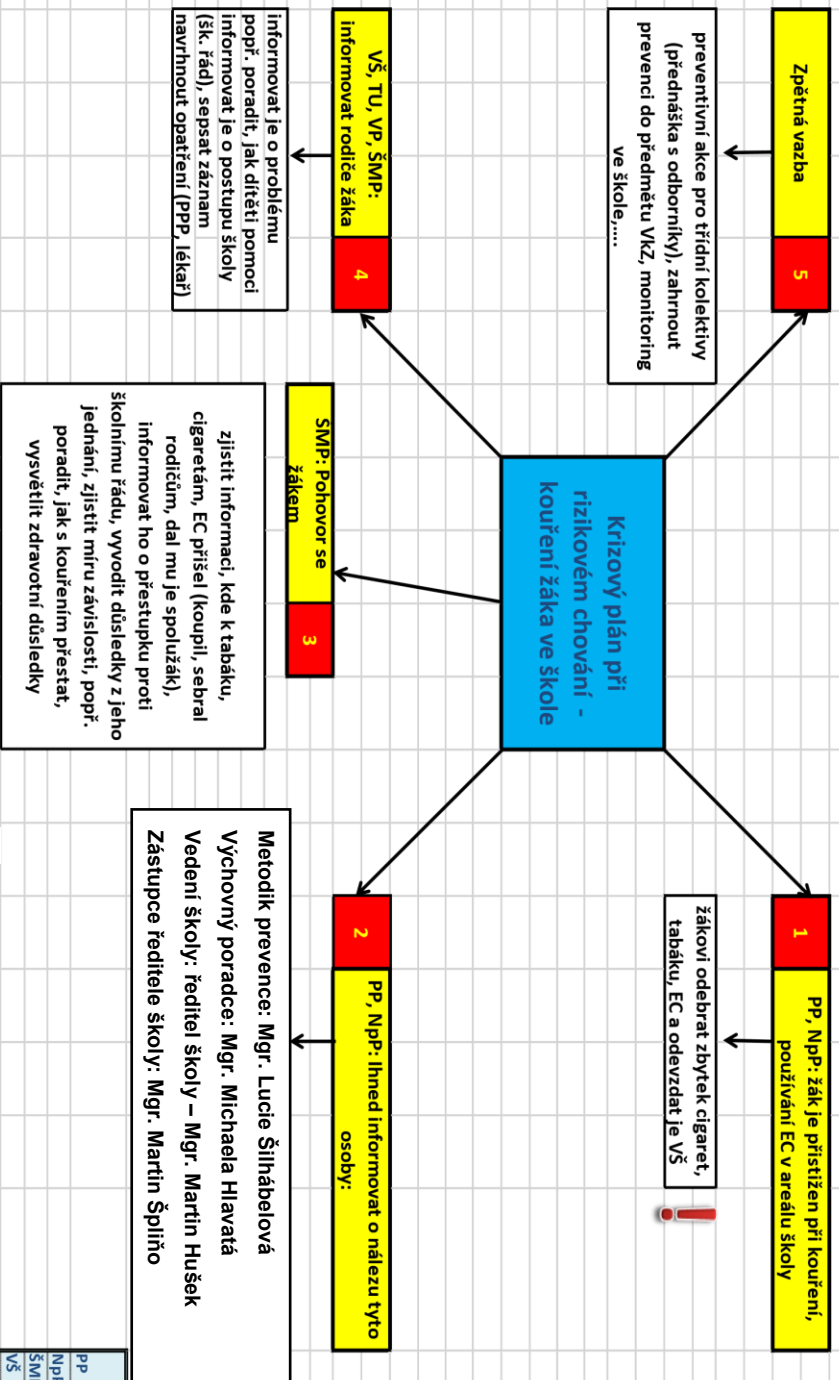 Krizový plán při
rizikovém chování -
kouření žáka ve škole
1
PP, NpP: žák je přistižen při kouření,
používání EC v areálu školy
žákovi odebrat zbytek cigaret,
tabáku, EC a odevzdat je VŠ
2
PP, NpP: Ihned informovat o nálezu tyto
osoby:
Metodik prevence: Mgr. Lucie Šilhábelová
Výchovný poradce: Mgr. Michaela Hlavatá
Vedení školy: ředitel školy – Mgr. Martin Hušek
Zástupce ředitele školy: Mgr. Martin Špliňo
ŠMP: Pohovor se
žákem
3
zjistit informaci, kde k tabáku,
cigaretám, EC přišel (koupil, sebral
rodičům, dal mu je spolužák),
informovat ho o přestupku proti
školnímu řádu, vyvodit důsledky z jeho
jednání, zjistit míru závislosti, popř.
poradit, jak s kouřením přestat,
vysvětlit zdravotní důsledky
VŠ, TU, VP, ŠMP:
informovat rodiče žáka
4
informovat je o problému
popř. poradit, jak dítěti pomoci
informovat je o postupu školy
(šk. řád), sepsat záznam
navrhnout opatření (PPP, lékař)
Zpětná vazba
5
preventivní akce pro třídní kolektivy
(přednáška s odborníky), zahrnout
prevenci do předmětu VkZ, monitoring
ve škole,....
PP
VŠ